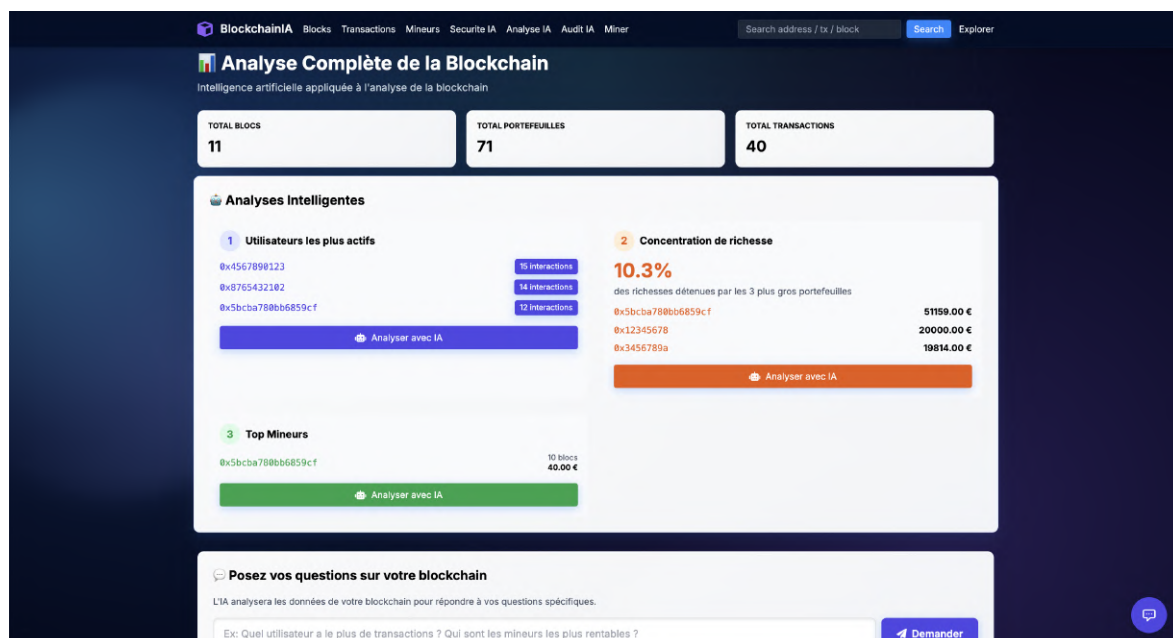 BlockchainIA Blocks Transactions Mineurs Securite IA Analyse IA Audit IA Miner Search address / tx / block Search Explorer
Analyse Complète de la Blockchain
Intelligence artificielle appliquée à l'analyse de la blockchain
TOTAL BLOCS
11
TOTAL PORTEFEUILLES
71
TOTAL TRANSACTIONS
40
Analyses Intelligentes
1 Utilisateurs les plus actifs
0x4567890123 15 interactions
0x8765432102 14 interactions
0x5bcba780bb6859cf 12 interactions
Analyser avec IA
2 Concentration de richesse
10.3%
des richesses détenues par les 3 plus gros portefeuilles
0x5bcba780bb6859cf 51159.00 €
0x12345678 20000.00 €
0x3456789a 19814.00 €
Analyser avec IA
3 Top Mineurs
0x5bcba780bb6859cf 10 blocs
40.00 €
Analyser avec IA
Posez vos questions sur votre blockchain
L'IA analysera les données de votre blockchain pour répondre à vos questions spécifiques.
Ex: Quel utilisateur a le plus de transactions ? Qui sont les mineurs les plus rentables ? Demander